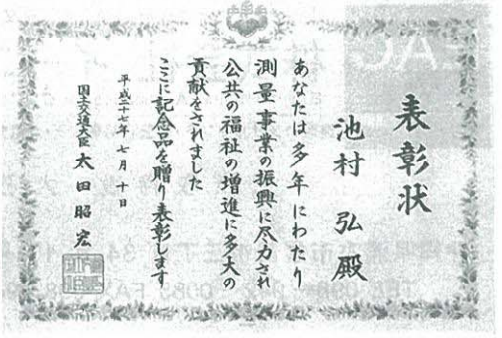 表彰状
池村 弘 殿
あなたは多年にわたり
測量事業の振興に尽力され
公共の福祉の増進に多大の
貢献をされました
ここに記念品を贈り表彰します
平成二十七年七月十日
国土交通大臣 太田昭宏